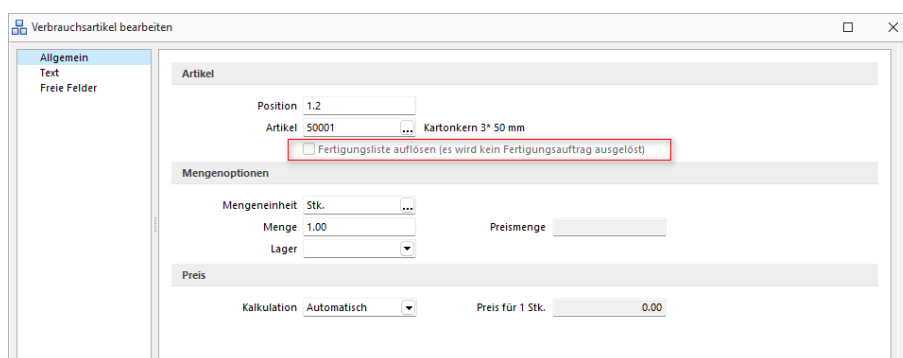 Verbrauchsartikel bearbeiten
Allgemein
Text
Freie Felder
Artikel
Position 1.2
Artikel 50001 ... Kartonkern 3* 50 mm
Fertigungsliste auflösen (es wird kein Fertigungsauftrag ausgelöst)
Mengenoptionen
Mengeneinheit Stk. ...
Menge 1.00 Preismenge
Lager
Preis
Kalkulation Automatisch Preis für 1 Stk. 0.00